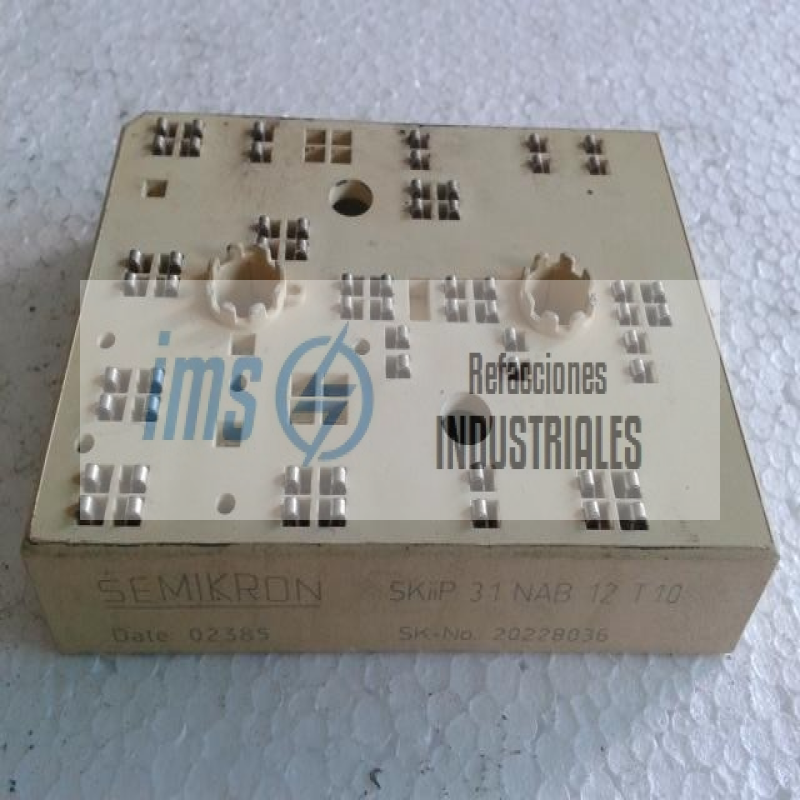 ims Refacciones
INDUSTRIALES
SEMIKRON SKiiP 31 NAB 12 T10
Date 02385 SK-No. 20228036